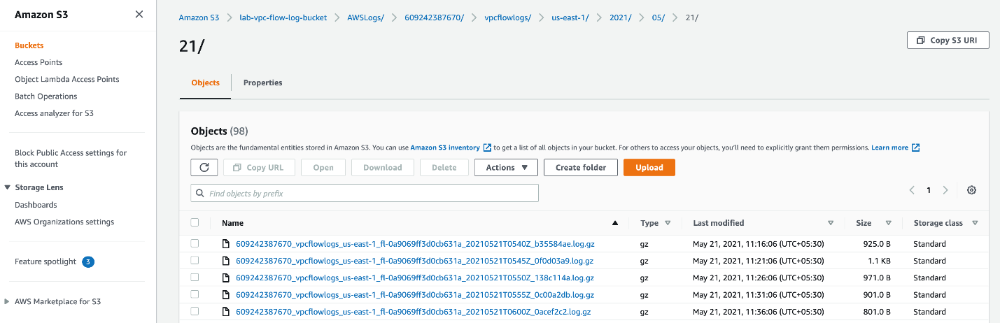 Amazon S3
Amazon S3 > lab-vpc-flow-log-bucket > AWSLogs/ > 609242387670/ > vpcflowlogs/ > us-east-1/ > 2021/ > 05/ > 21/
Buckets
Access Points
Object Lambda Access Points
Batch Operations
Access analyzer for S3
Block Public Access settings for
this account
Storage Lens
Dashboards
AWS Organizations settings
Feature spotlight 3
AWS Marketplace for S3
21/
Copy S3 URI
Objects Properties
Objects (98)
Objects are the fundamental entities stored in Amazon S3. You can use Amazon S3 inventory to get a list of all objects in your bucket. For others to access your objects, you'll need to explicitly grant them permissions. Learn more
Copy URL Open Download Delete Actions Create folder Upload
Find objects by prefix
1
Name Type Last modified Size Storage class
609242387670_vpcflowlogs_us-east-1_fl-0a9069ff3d0cb631a_20210521T0540Z_b35584ae.log.gz gz May 21, 2021, 11:16:06 (UTC+05:30) 925.0 B Standard
609242387670_vpcflowlogs_us-east-1_fl-0a9069ff3d0cb631a_20210521T0545Z_0f0d03a9.log.gz gz May 21, 2021, 11:21:06 (UTC+05:30) 1.1 KB Standard
609242387670_vpcflowlogs_us-east-1_fl-0a9069ff3d0cb631a_20210521T0550Z_138c114a.log.gz gz May 21, 2021, 11:26:06 (UTC+05:30) 971.0 B Standard
609242387670_vpcflowlogs_us-east-1_fl-0a9069ff3d0cb631a_20210521T0555Z_0c00a2db.log.gz gz May 21, 2021, 11:31:06 (UTC+05:30) 901.0 B Standard
609242387670_vpcflowlogs_us-east-1_fl-0a9069ff3d0cb631a_20210521T0600Z_0acef2c2.log.gz gz May 21, 2021, 11:36:06 (UTC+05:30) 801.0 B Standard